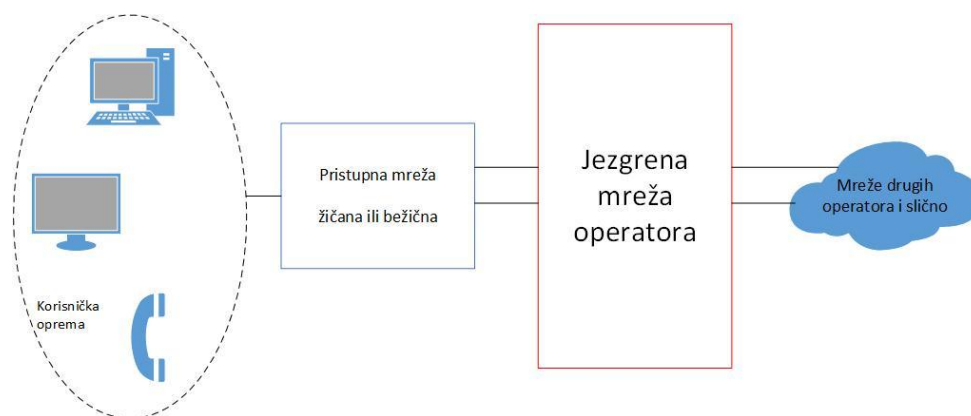 Korisnička
oprema
Pristupna mreža
žičana ili bežična
Jezgrena
mreža
operatora
Mreže drugih
operatora i slično